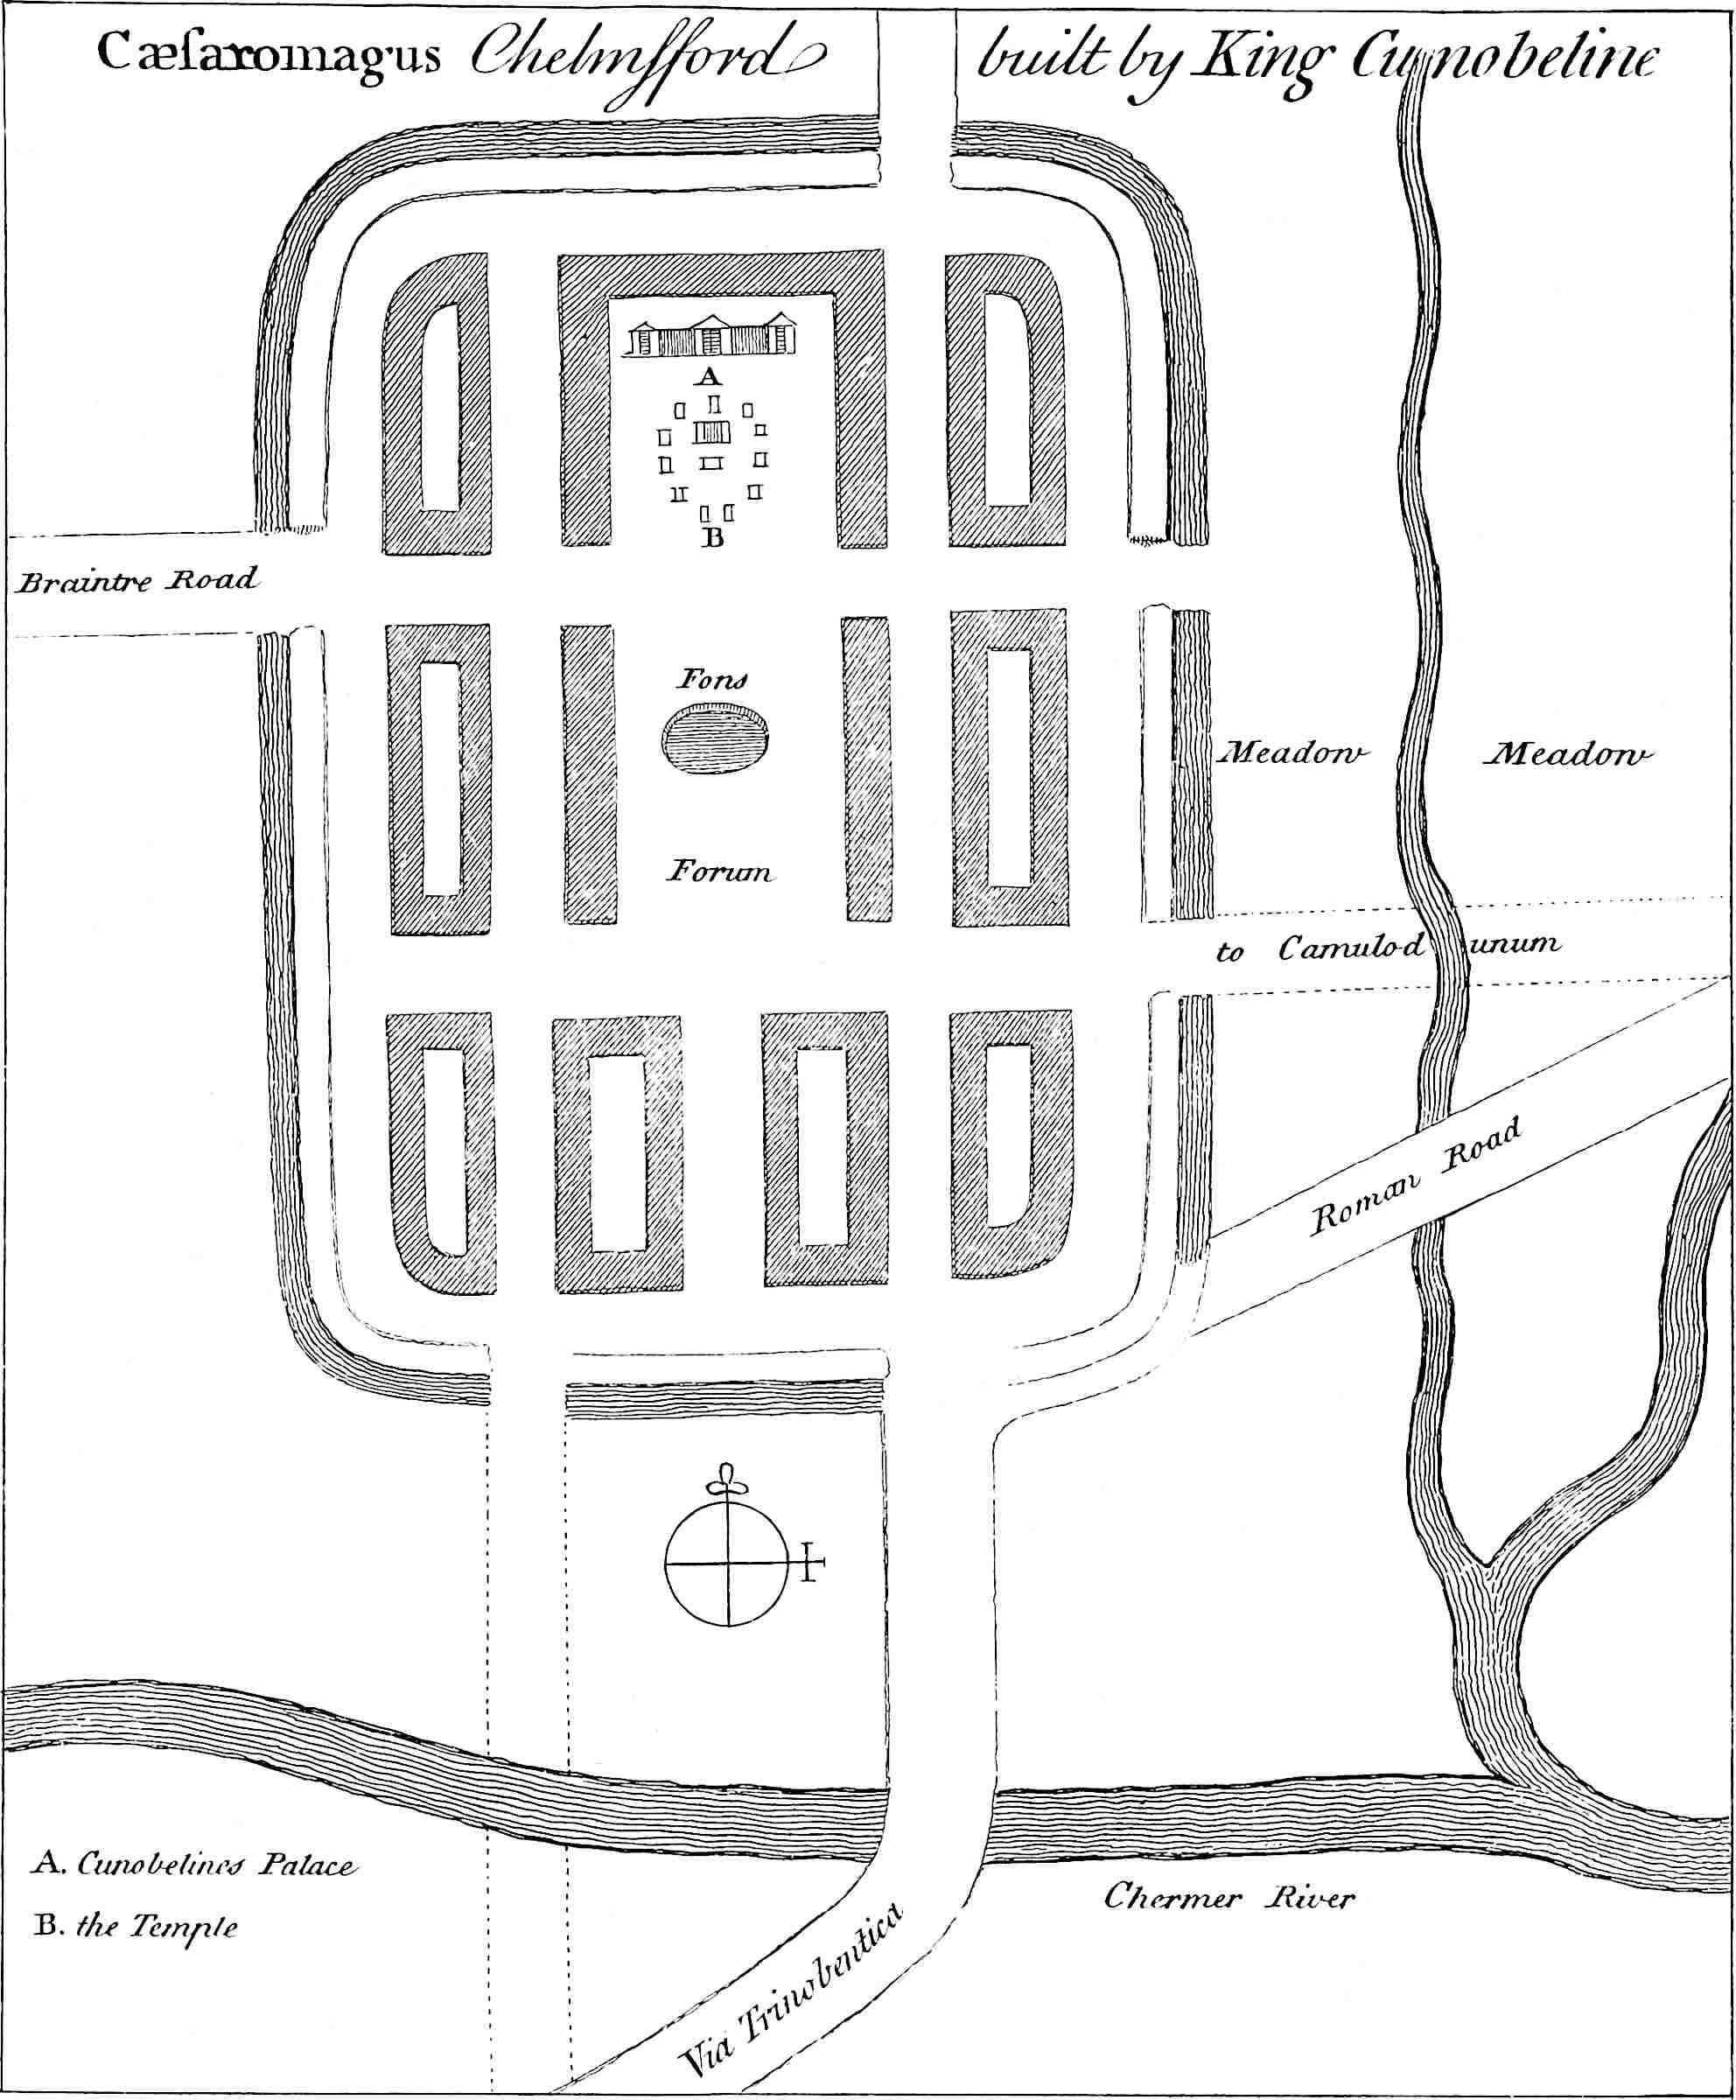 Cæſaromagus Chelmſford built by King Cunobeline
A
B
Braintre Road
Fons
Meadow Meadow
Forum
to Camulodunum
Roman Road
A. Cunobelines Palace
Chermer River
B. the Temple
Via Trinobentica